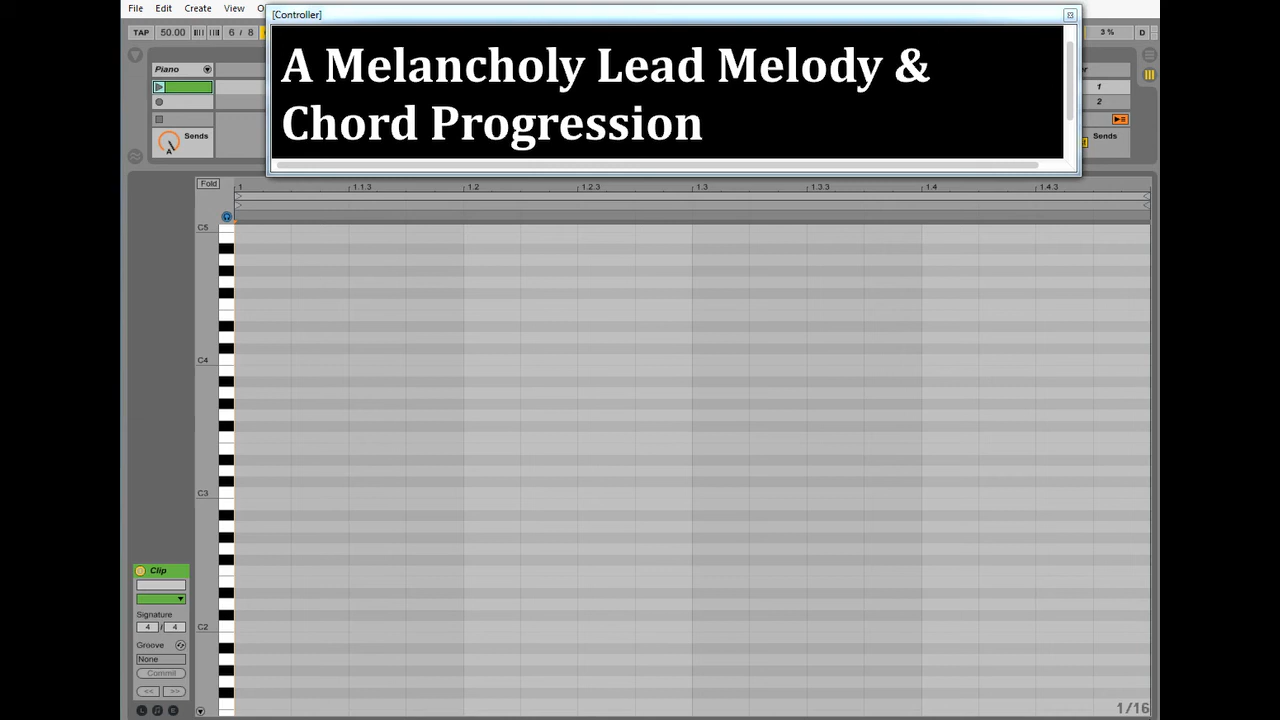 File Edit Create View O
[Controller]
TAP 50.00 6 / 8
3 % D
A Melancholy Lead Melody &
Chord Progression
Piano
er
1
2
Sends
Sends
A
Fold
1 1.1.3 1.2 1.2.3 1.3 1.3.3 1.4 1.4.3
C5
C4
C3
C2
Clip
Signature
4 / 4
Groove
None
Commit
<< >>
L E
1/16